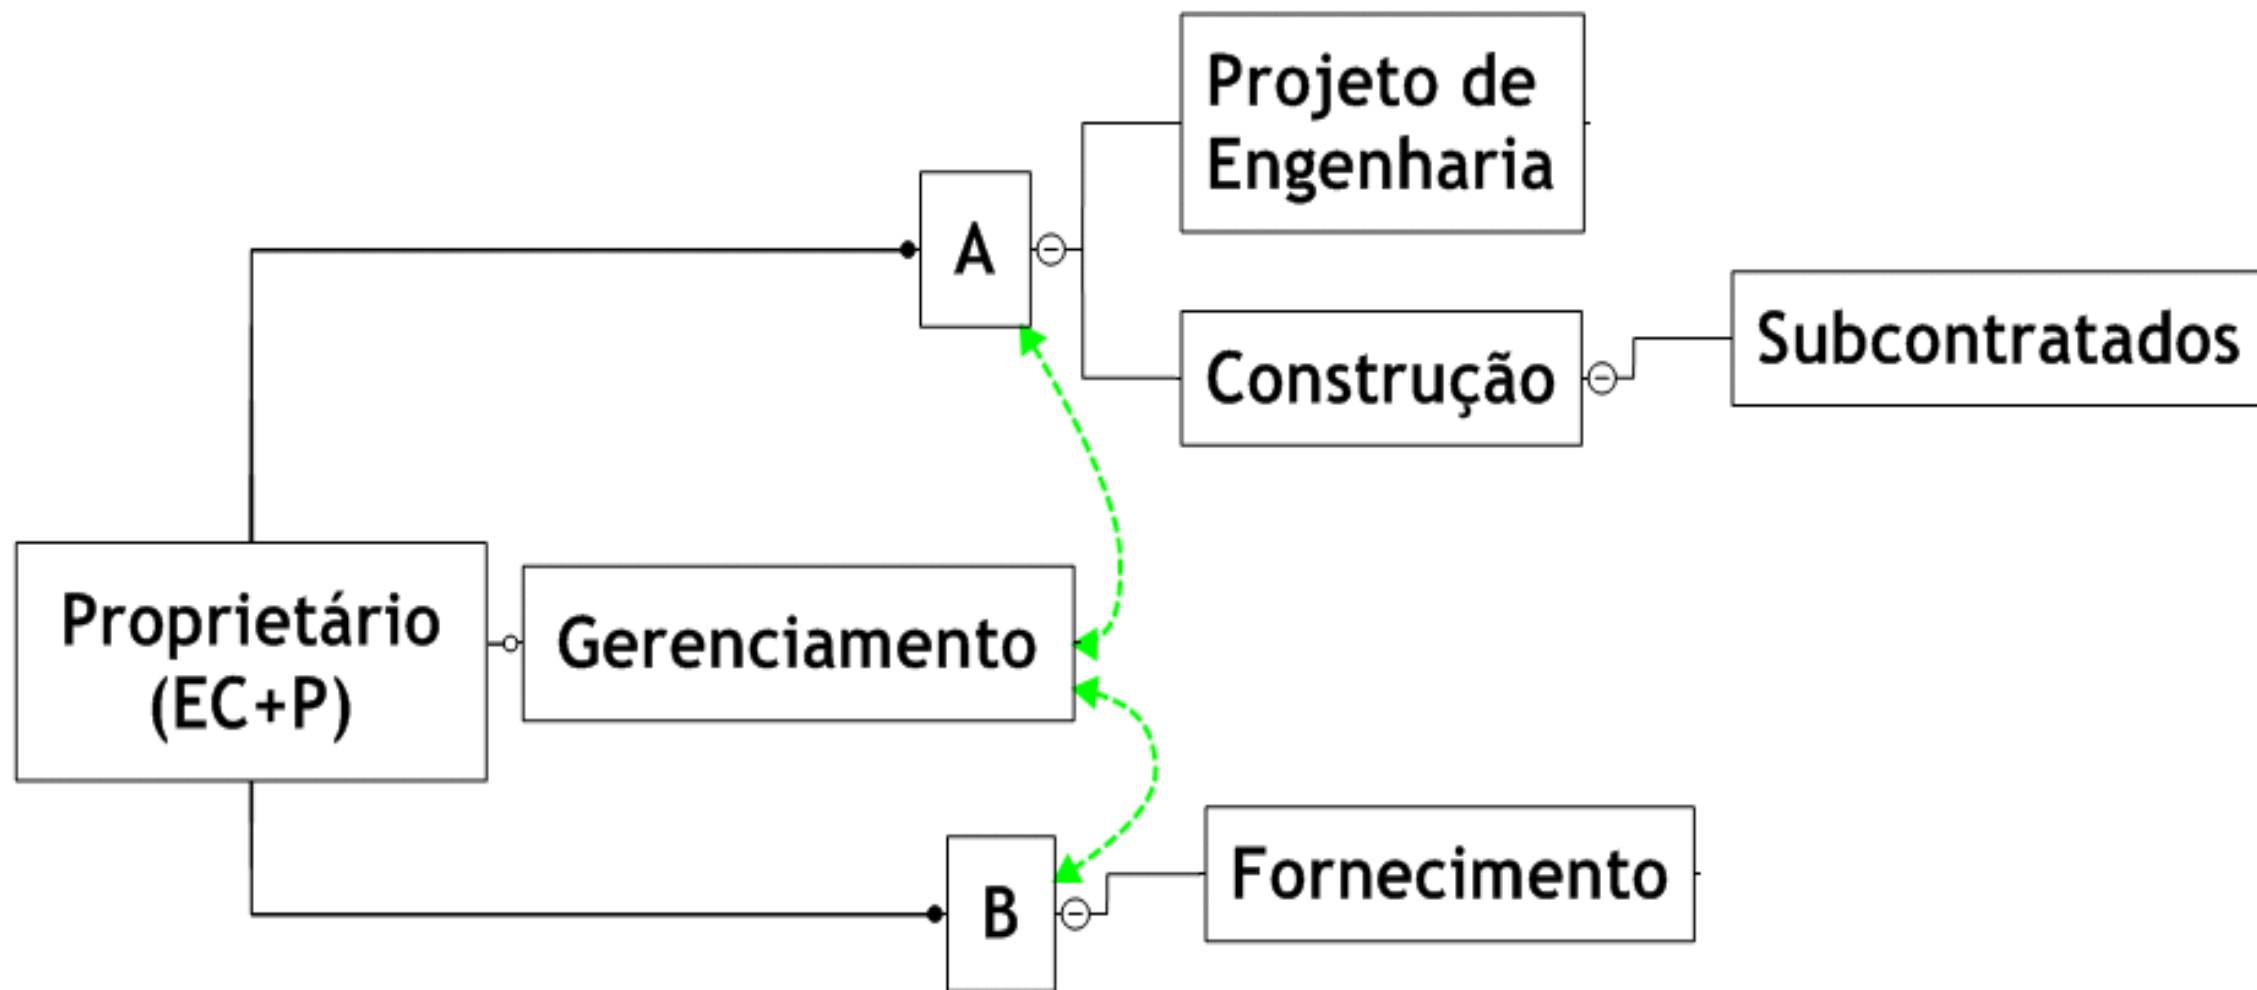 Projeto de
Engenharia
A
Construção
Subcontratados
Proprietário
(EC+P)
Gerenciamento
B
Fornecimento